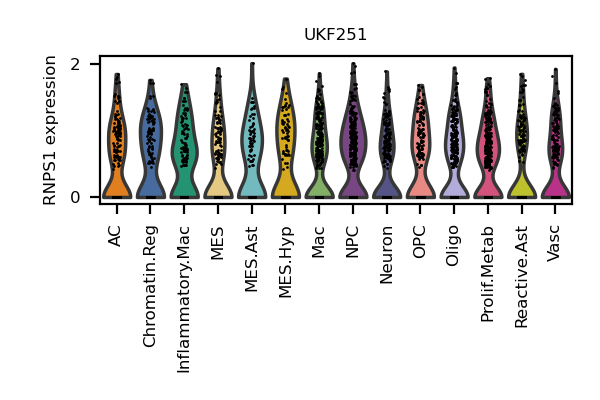 UKF251
RNPS1 expression
2
0
AC
Chromatin.Reg
Inflammatory.Mac
MES
MES.Ast
MES.Hyp
Mac
NPC
Neuron
OPC
Oligo
Prolif.Metab
Reactive.Ast
Vasc